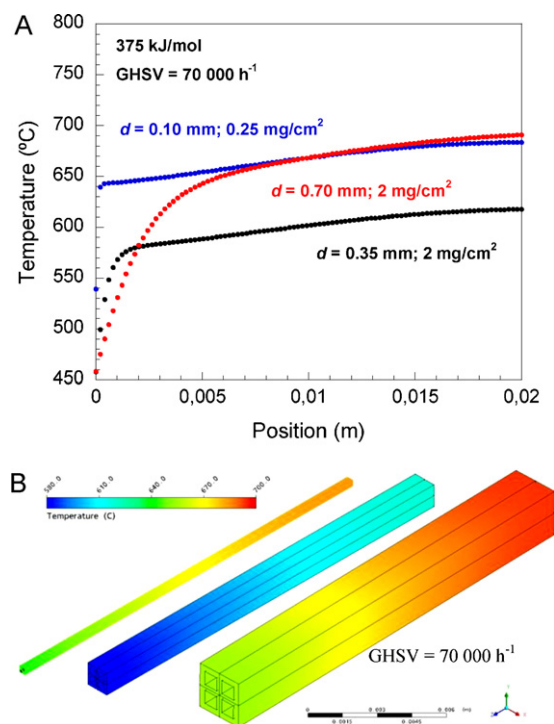 A
800
750
700
650
600
550
500
450
Temperature (ºC)
375 kJ/mol
GHSV = 70 000 h⁻¹
d = 0.10 mm; 0.25 mg/cm²
d = 0.70 mm; 2 mg/cm²
d = 0.35 mm; 2 mg/cm²
0 0,005 0,01 0,015 0,02
Position (m)
B
580.0 610.0 640.0 670.0 700.0
Temperature (C)
GHSV = 70 000 h⁻¹